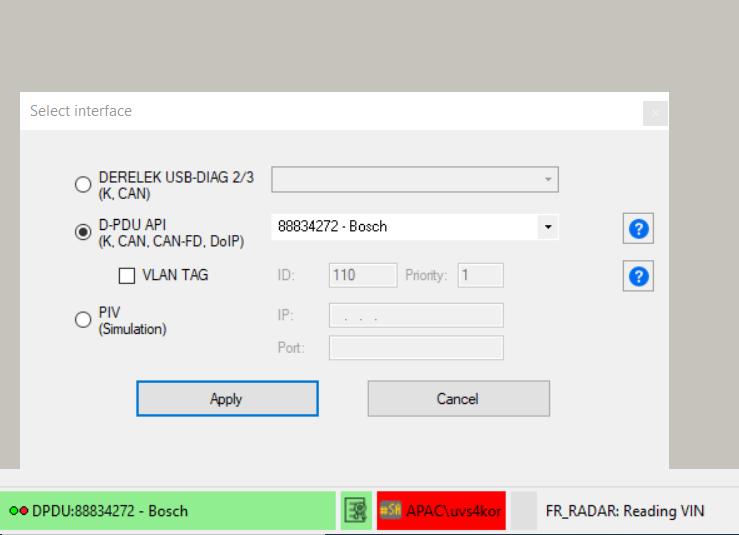 Select interface
DERELEK USB-DIAG 2/3
(K, CAN)
D-PDU API
(K, CAN, CAN-FD, DoIP)
88834272 - Bosch
?
VLAN TAG
ID:
110
Priority:
1
?
PIV
(Simulation)
IP:
. . .
Port:
Apply
Cancel
DPDU:88834272 - Bosch
#SA
APAC\uvs4kor
FR_RADAR: Reading VIN